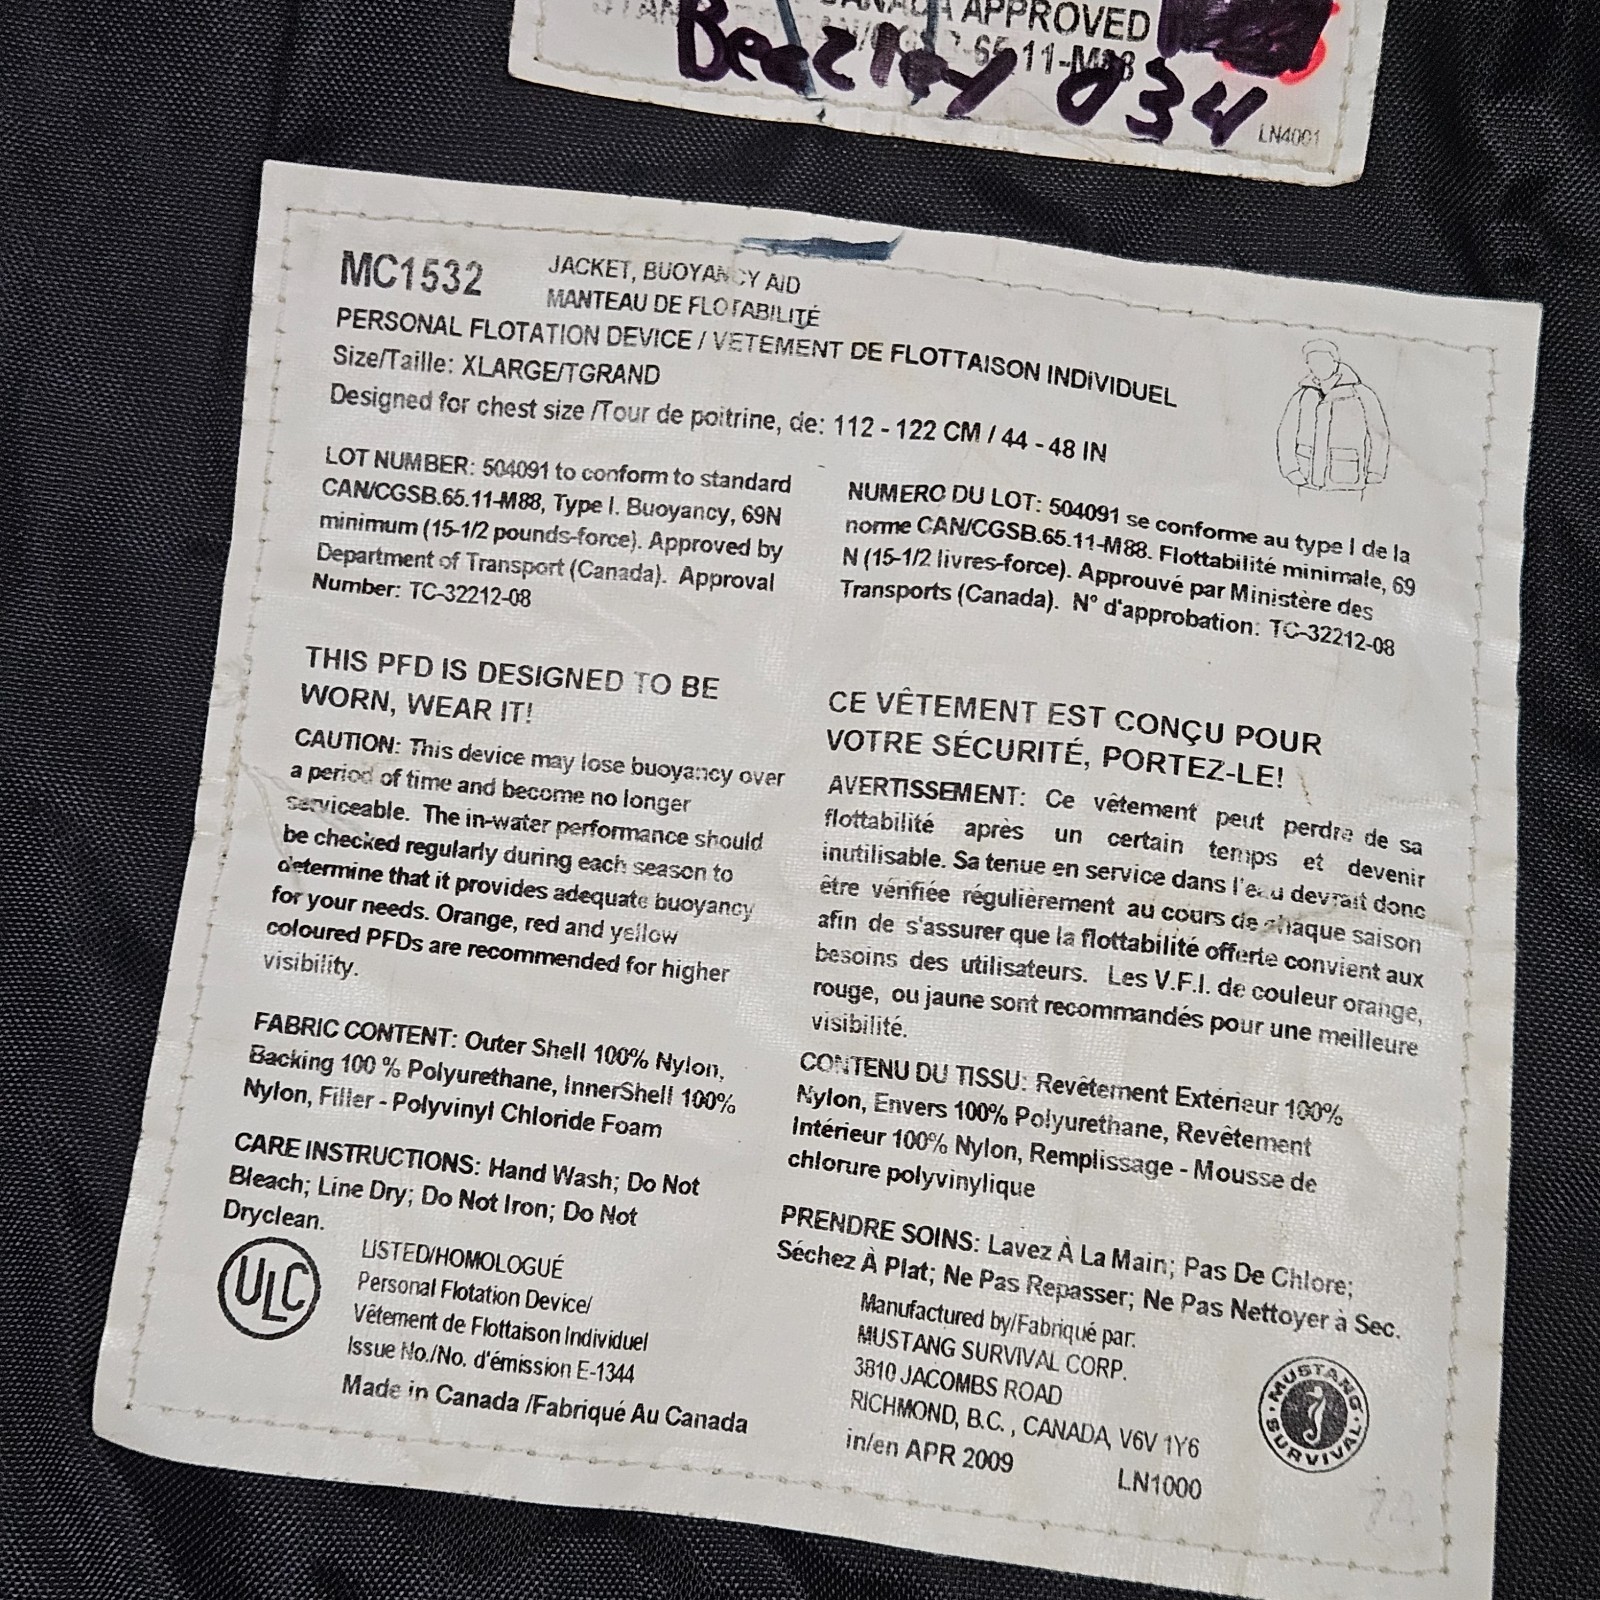 APPROVED
65.11-M88
Beazley 034
LN4001
MC1532
JACKET, BUOYANCY AID
MANTEAU DE FLOTABILITÉ
PERSONAL FLOTATION DEVICE / VETEMENT DE FLOTTAISON INDIVIDUEL
Size/Taille: XLARGE/TGRAND
Designed for chest size /Tour de poitrine, de: 112 - 122 CM / 44 - 48 IN
LOT NUMBER: 504091 to conform to standard
CAN/CGSB.65.11-M88, Type I. Buoyancy, 69N
minimum (15-1/2 pounds-force). Approved by
Department of Transport (Canada). Approval
Number: TC-32212-08
NUMERO DU LOT: 504091 se conforme au type I de la
norme CAN/CGSB.65.11-M88. Flottabilité minimale, 69
N (15-1/2 livres-force). Approuvé par Ministère des
Transports (Canada). N° d'approbation: TC-32212-08
THIS PFD IS DESIGNED TO BE
WORN, WEAR IT!
CAUTION: This device may lose buoyancy over
a period of time and become no longer
serviceable. The in-water performance should
be checked regularly during each season to
determine that it provides adequate buoyancy
for your needs. Orange, red and yellow
coloured PFDs are recommended for higher
visibility.
CE VÊTEMENT EST CONÇU POUR
VOTRE SÉCURITÉ, PORTEZ-LE!
AVERTISSEMENT: Ce vêtement peut perdre de sa
flottabilité après un certain temps et devenir
inutilisable. Sa tenue en service dans l'eau devrait donc
être vérifiée régulièrement au cours de chaque saison
afin de s'assurer que la flottabilité offerte convient aux
besoins des utilisateurs. Les V.F.I. de couleur orange,
rouge, ou jaune sont recommandés pour une meilleure
visibilité.
FABRIC CONTENT: Outer Shell 100% Nylon,
Backing 100 % Polyurethane, InnerShell 100%
Nylon, Filler - Polyvinyl Chloride Foam
CONTENU DU TISSU: Revêtement Extérieur 100%
Nylon, Envers 100% Polyurethane, Revêtement
Intérieur 100% Nylon, Remplissage - Mousse de
chlorure polyvinylique
CARE INSTRUCTIONS: Hand Wash; Do Not
Bleach; Line Dry; Do Not Iron; Do Not
Dryclean.
PRENDRE SOINS: Lavez À La Main; Pas De Chlore;
Séchez À Plat; Ne Pas Repasser; Ne Pas Nettoyer à Sec.
ULC
LISTED/HOMOLOGUÉ
Personal Flotation Device/
Vêtement de Flottaison Individuel
Issue No./No. d'émission E-1344
Made in Canada /Fabriqué Au Canada
Manufactured by/Fabriqué par:
MUSTANG SURVIVAL CORP.
3810 JACOMBS ROAD
RICHMOND, B.C. , CANADA, V6V 1Y6
in/en APR 2009
LN1000
MUSTANG SURVIVAL